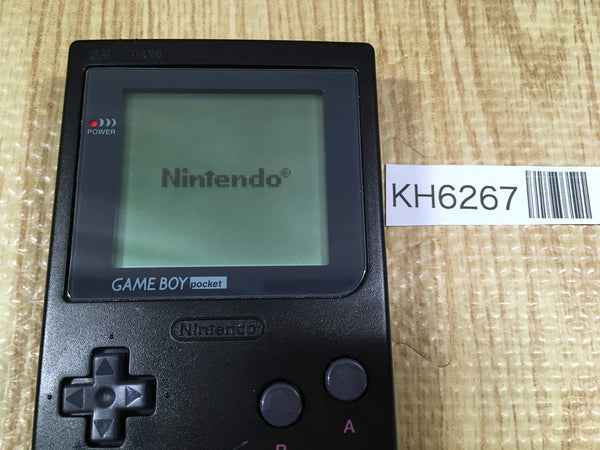 POWER
Nintendo®
GAME BOY pocket
Nintendo
A
B
KH6267